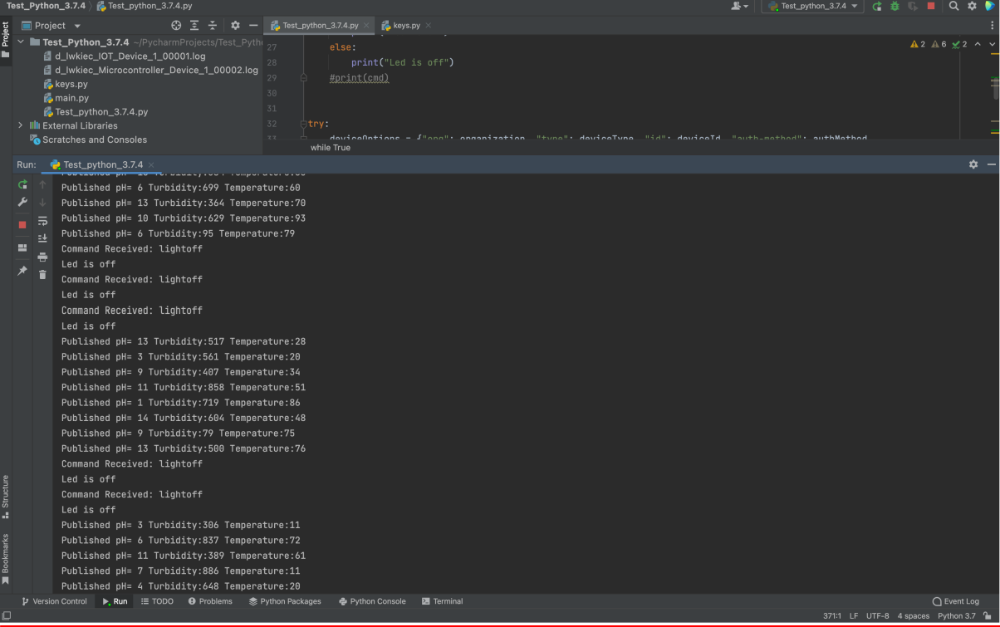 Test_Python_3.7.4 Test_python_3.7.4.py
Test_python_3.7.4
Project
Project
Test_python_3.7.4.py
keys.py
Test_Python_3.7.4 ~/PycharmProjects/Test_Pyth
d_lwkiec_IOT_Device_1_00001.log
d_lwkiec_Microcontroller_Device_1_00002.log
keys.py
main.py
Test_python_3.7.4.py
External Libraries
Scratches and Consoles
27 else:
28 print("Led is off")
29 #print(cmd)
30
31
32 try:
33 deviceOptions = {"org": organization, "type": deviceType, "id": deviceId, "auth-method": authMethod,
while True
2 6 2
Run: Test_python_3.7.4
Published pH= Turbidity: Temperature:
Published pH= 6 Turbidity:699 Temperature:60
Published pH= 13 Turbidity:364 Temperature:70
Published pH= 10 Turbidity:629 Temperature:93
Published pH= 6 Turbidity:95 Temperature:79
Command Received: lightoff
Led is off
Command Received: lightoff
Led is off
Command Received: lightoff
Led is off
Published pH= 13 Turbidity:517 Temperature:28
Published pH= 3 Turbidity:561 Temperature:20
Published pH= 9 Turbidity:407 Temperature:34
Published pH= 11 Turbidity:858 Temperature:51
Published pH= 1 Turbidity:719 Temperature:86
Published pH= 14 Turbidity:604 Temperature:48
Published pH= 9 Turbidity:79 Temperature:75
Published pH= 13 Turbidity:500 Temperature:76
Command Received: lightoff
Led is off
Command Received: lightoff
Led is off
Published pH= 3 Turbidity:306 Temperature:11
Published pH= 6 Turbidity:837 Temperature:72
Published pH= 11 Turbidity:389 Temperature:61
Published pH= 7 Turbidity:886 Temperature:11
Published pH= 4 Turbidity:648 Temperature:20
Structure
Bookmarks
Version Control Run TODO Problems Python Packages Python Console Terminal Event Log
371:1 LF UTF-8 4 spaces Python 3.7